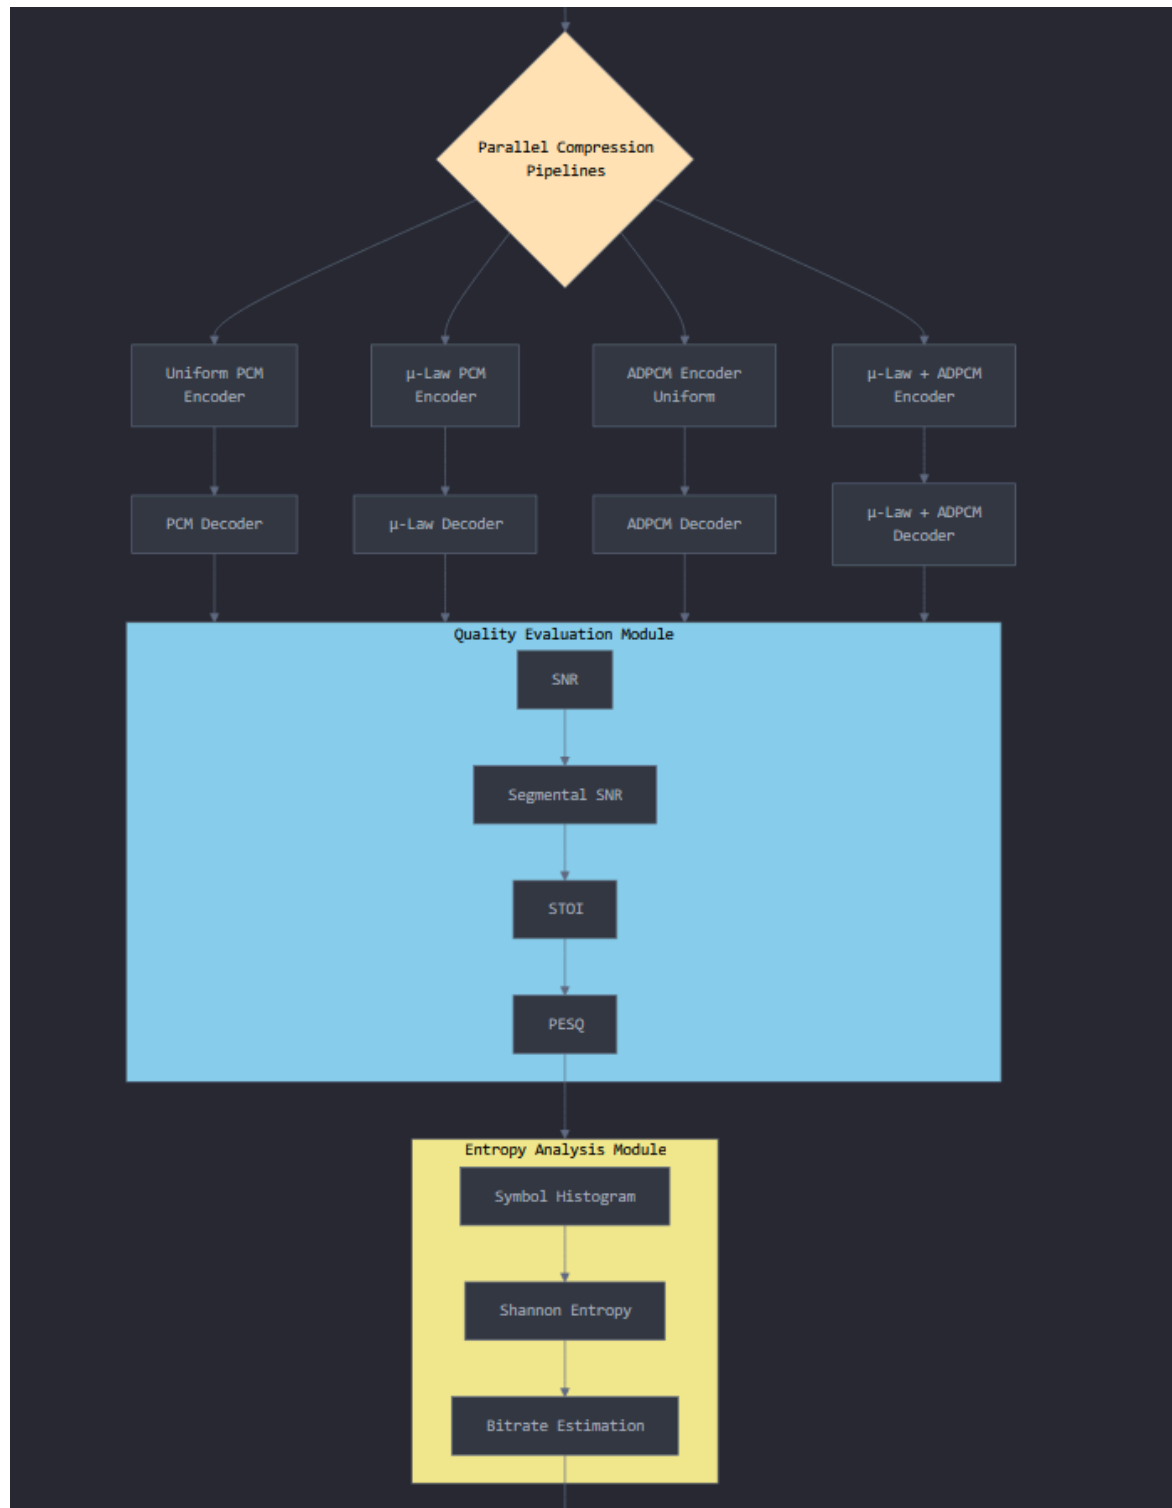 Parallel Compression
Pipelines
Uniform PCM
Encoder
μ-Law PCM
Encoder
ADPCM Encoder
Uniform
μ-Law + ADPCM
Encoder
PCM Decoder
μ-Law Decoder
ADPCM Decoder
μ-Law + ADPCM
Decoder
Quality Evaluation Module
SNR
Segmental SNR
STOI
PESQ
Entropy Analysis Module
Symbol Histogram
Shannon Entropy
Bitrate Estimation